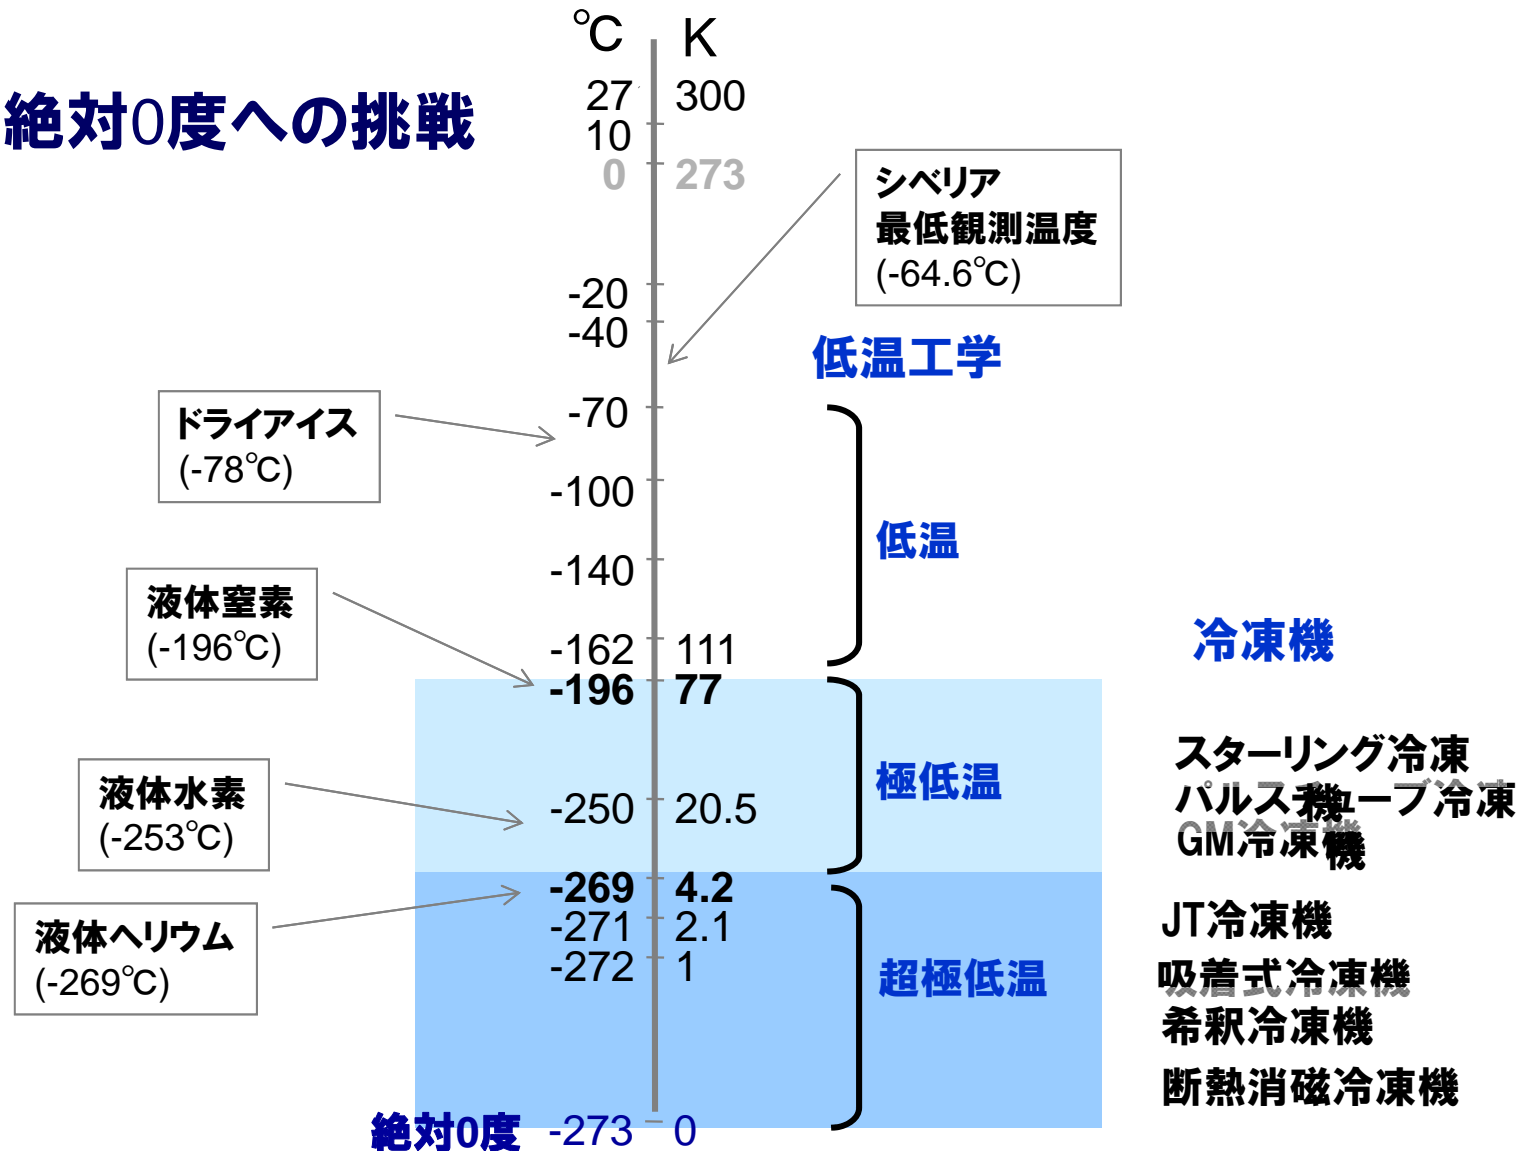 絶対0度への挑戦
℃ K
27 300
10
0 273
-20
-40
-70
-100
-140
-162 111
-196 77
-250 20.5
-269 4.2
-271 2.1
-272 1
絶対0度 -273 0
シベリア
最低観測温度
(-64.6℃)
ドライアイス
(-78℃)
液体窒素
(-196℃)
液体水素
(-253℃)
液体ヘリウム
(-269℃)
低温工学
低温
極低温
超極低温
冷凍機
スターリング冷凍
機
パルスチューブ冷凍
機
GM冷凍機
JT冷凍機
吸着式冷凍機
希釈冷凍機
断熱消磁冷凍機